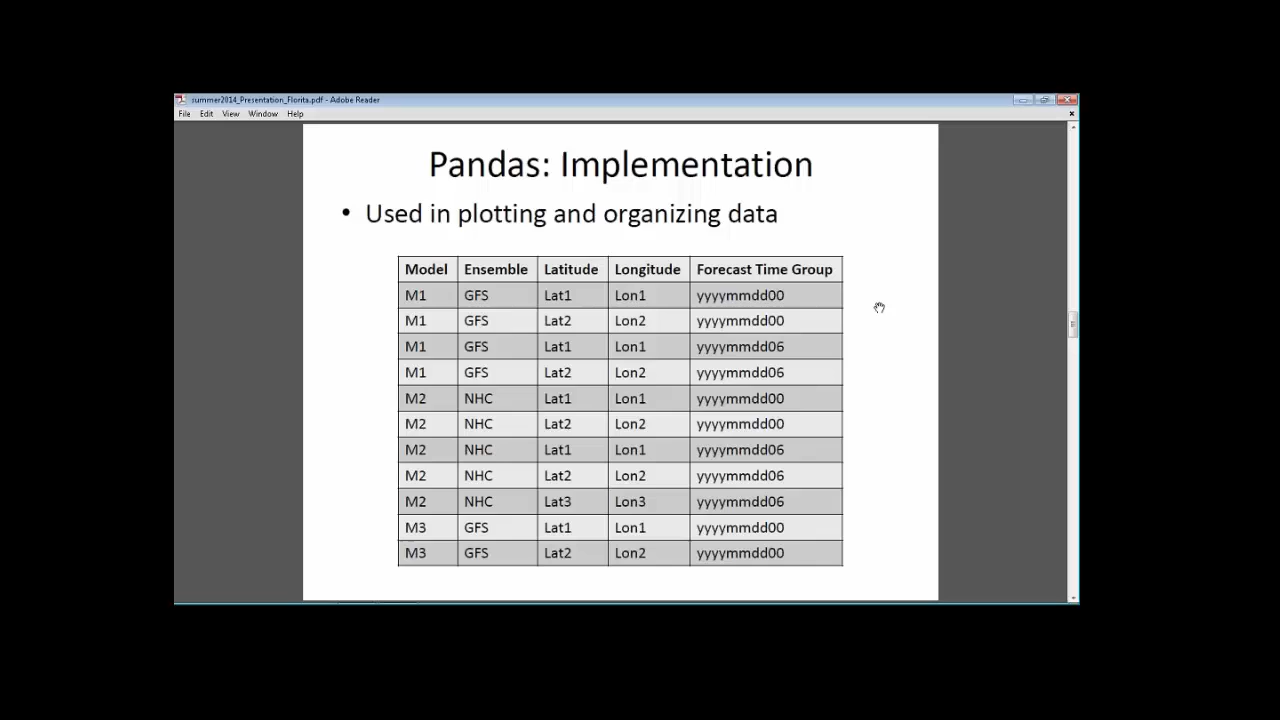 summer2014_Presentation_Florita.pdf - Adobe Reader
File Edit View Window Help
Pandas: Implementation
• Used in plotting and organizing data
Model Ensemble Latitude Longitude Forecast Time Group
M1 GFS Lat1 Lon1 yyyymmdd00
M1 GFS Lat2 Lon2 yyyymmdd00
M1 GFS Lat1 Lon1 yyyymmdd06
M1 GFS Lat2 Lon2 yyyymmdd06
M2 NHC Lat1 Lon1 yyyymmdd00
M2 NHC Lat2 Lon2 yyyymmdd00
M2 NHC Lat1 Lon1 yyyymmdd06
M2 NHC Lat2 Lon2 yyyymmdd06
M2 NHC Lat3 Lon3 yyyymmdd06
M3 GFS Lat1 Lon1 yyyymmdd00
M3 GFS Lat2 Lon2 yyyymmdd00